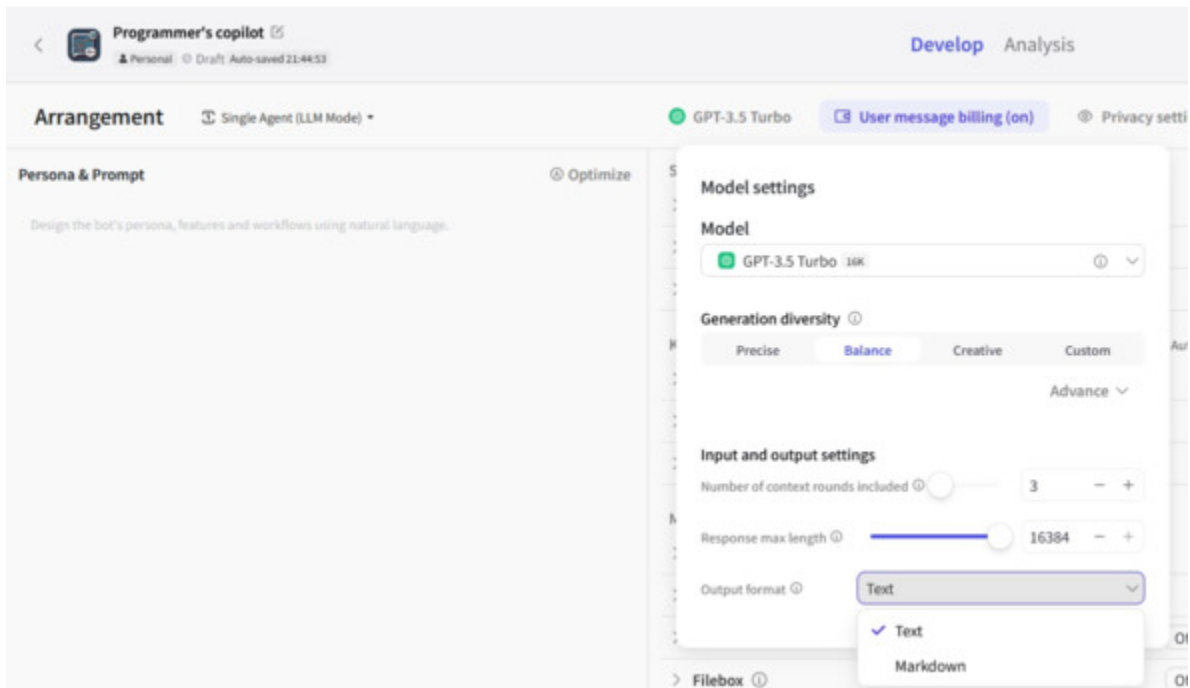 Programmer's copilot
Personal Draft Auto-saved 21:44:53
Develop Analysis
Arrangement Single Agent (LLM Mode)
GPT-3.5 Turbo User message billing (on) Privacy setti
Persona & Prompt Optimize
S
Design the bot's persona, features and workflows using natural language.
Model settings
Model
GPT-3.5 Turbo 16K
Generation diversity
K
Precise Balance Creative Custom
Au
Advance
Input and output settings
Number of context rounds included 3
M
Response max length 16384
Output format Text
Text
Markdown
Filebox